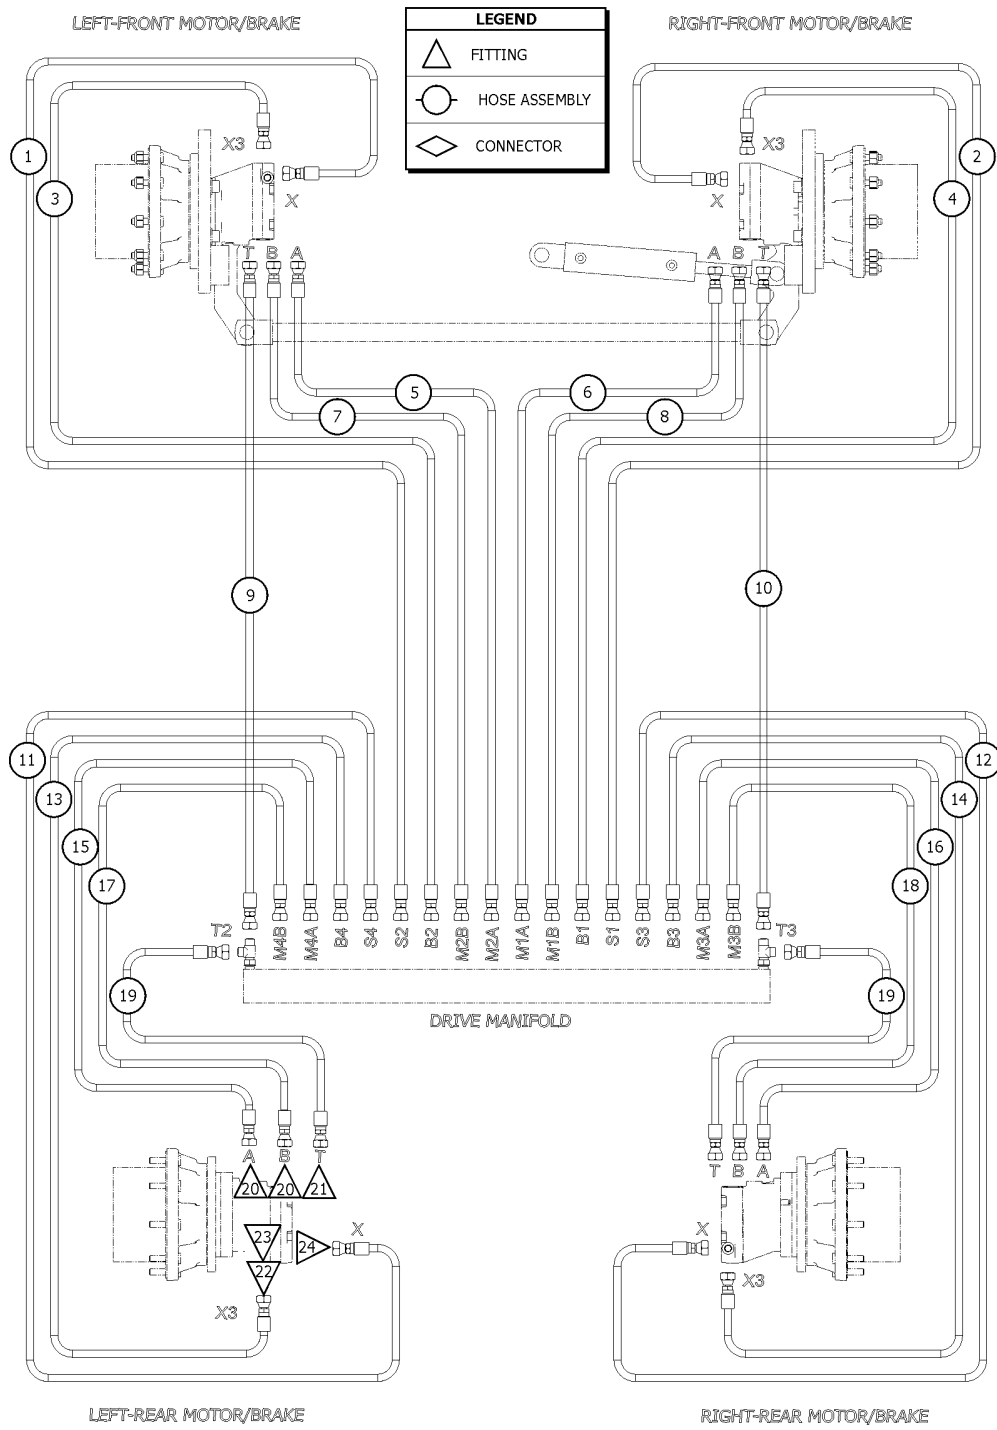 LEFT-FRONT MOTOR/BRAKE
LEGEND
FITTING
HOSE ASSEMBLY
CONNECTOR
RIGHT-FRONT MOTOR/BRAKE
X3
X3
1
2
3
4
X
X
T B A
A B T
5
6
7
8
9
10
11
12
13
14
15
16
17
18
T2
M4B
M4A
B4
S4
S2
B2
M2B
M2A
M1A
M1B
B1
S1
S3
B3
M3A
M3B
T3
19
19
DRIVE MANIFOLD
A B T
T B A
20
20
21
23
24
22
X
X
X3
X3
LEFT-REAR MOTOR/BRAKE
RIGHT-REAR MOTOR/BRAKE